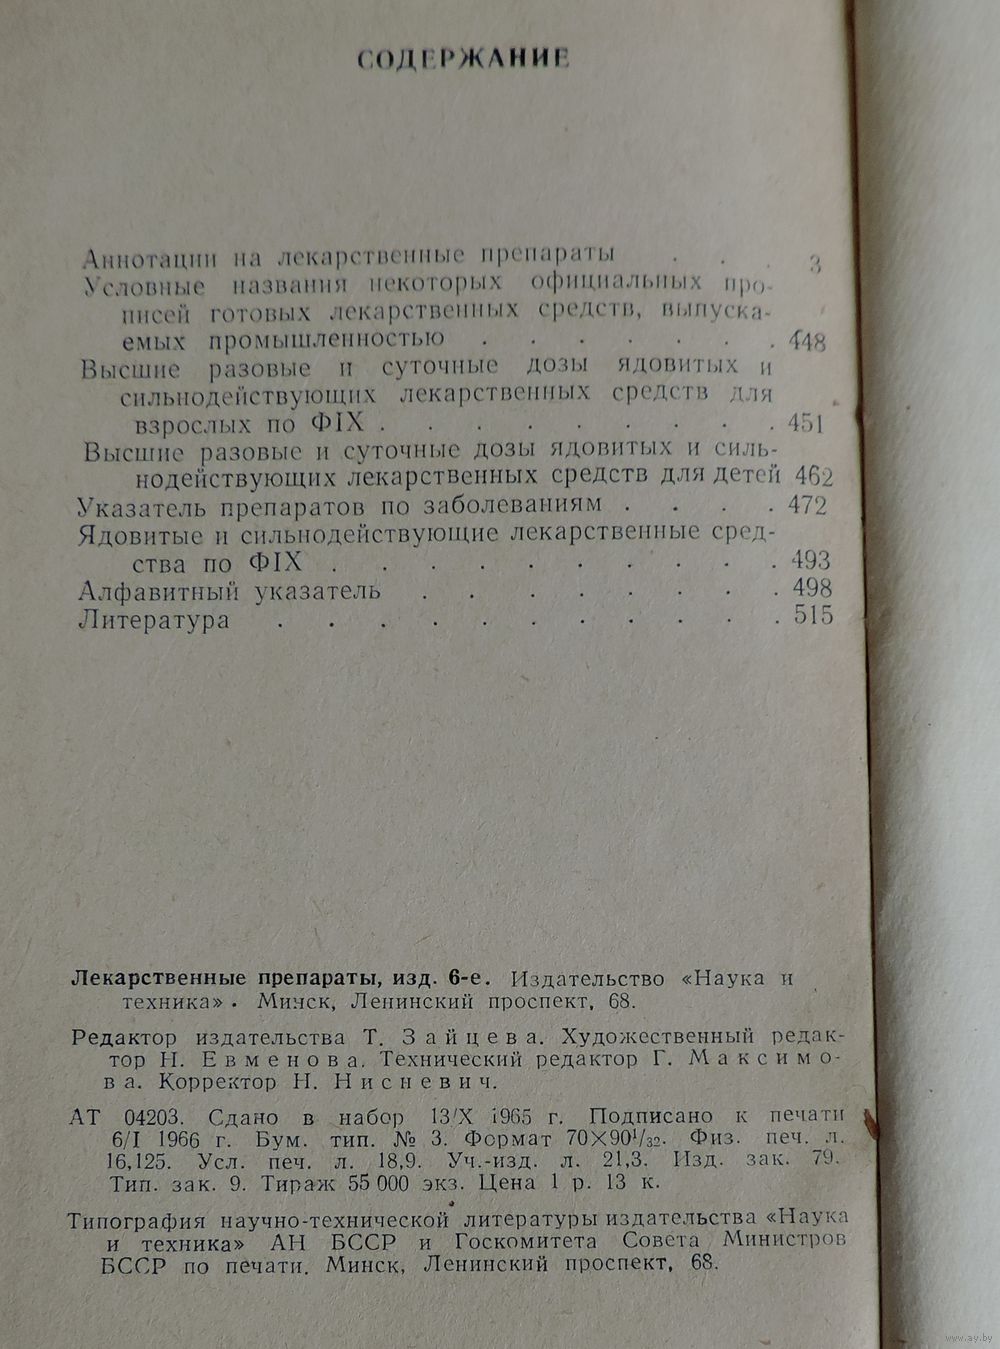 СОДЕРЖАНИЕ
Аннотации на лекарственные препараты . . . 3
Условные названия некоторых официальных про-
писей готовых лекарственных средств, выпуска-
емых промышленностью . . . . . . . 448
Высшие разовые и суточные дозы ядовитых и
сильнодействующих лекарственных средств для
взрослых по ФIX . . . . . . . . . 451
Высшие разовые и суточные дозы ядовитых и силь-
нодействующих лекарственных средств для детей 462
Указатель препаратов по заболеваниям . . . . 472
Ядовитые и сильнодействующие лекарственные сред-
ства по ФIX . . . . . . . . . . 493
Алфавитный указатель . . . . . . . . 498
Литература . . . . . . . . . . . 515
Лекарственные препараты, изд. 6-е. Издательство «Наука и
техника». Минск, Ленинский проспект, 68.
Редактор издательства Т. Зайцева. Художественный редак-
тор Н. Евменова. Технический редактор Г. Максимо-
ва. Корректор Н. Нисневич.
АТ 04203. Сдано в набор 13/X 1965 г. Подписано к печати
6/I 1966 г. Бум. тип. № 3. Формат 70×90¹/₃₂. Физ. печ. л.
16,125. Усл. печ. л. 18,9. Уч.-изд. л. 21,3. Изд. зак. 79.
Тип. зак. 9. Тираж 55 000 экз. Цена 1 р. 13 к.
Типография научно-технической литературы издательства «Наука
и техника» АН БССР и Госкомитета Совета Министров
БССР по печати. Минск, Ленинский проспект, 68.
www.ay.by